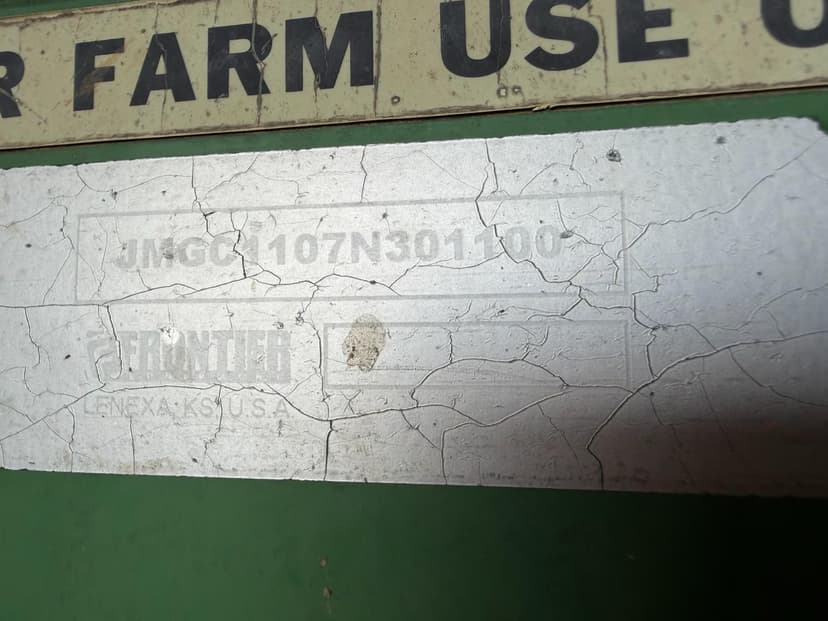 R FARM USE O
JMGC1107N301100
FRONTIER
LENEXA, KS U.S.A.
X